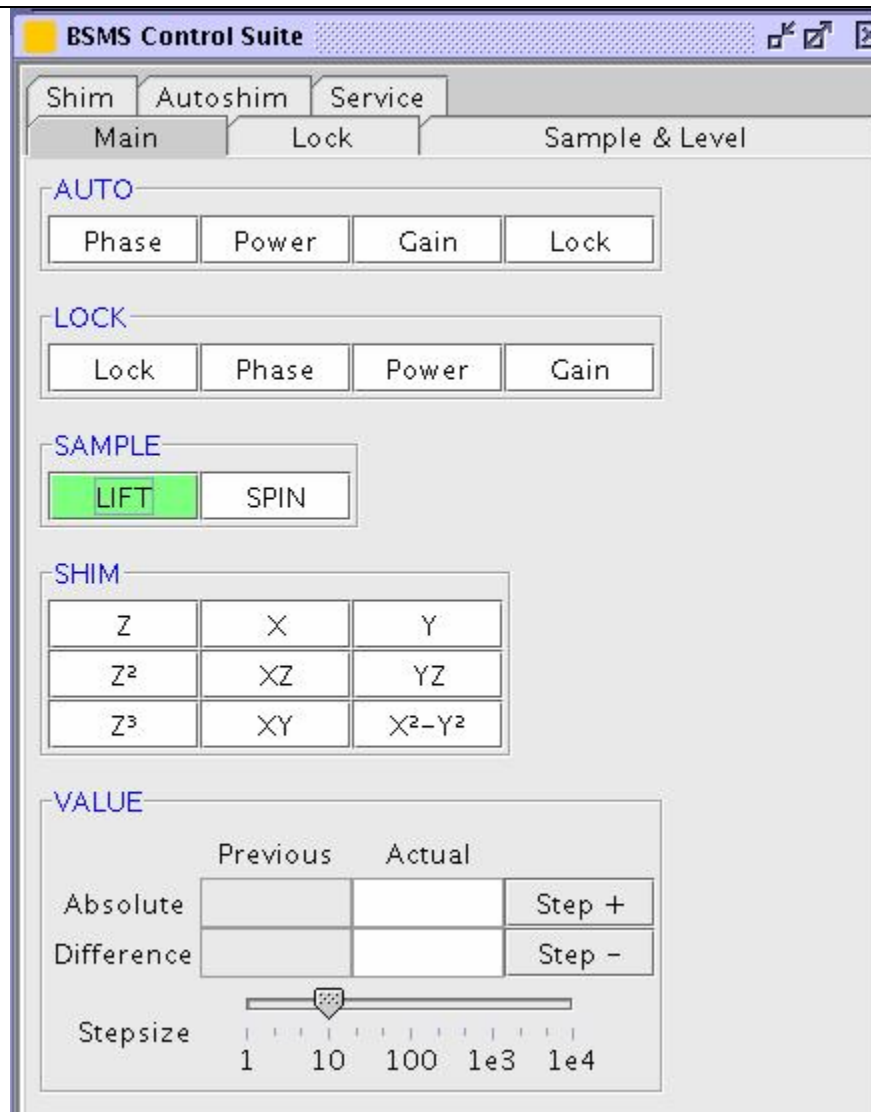 BSMS Control Suite
Shim Autoshim Service
Main Lock Sample & Level
AUTO
Phase Power Gain Lock
LOCK
Lock Phase Power Gain
SAMPLE
LIFT SPIN
SHIM
Z X Y
Z² XZ YZ
Z³ XY X²-Y²
VALUE
Previous Actual
Absolute Step +
Difference Step -
Stepsize
1 10 100 1e3 1e4